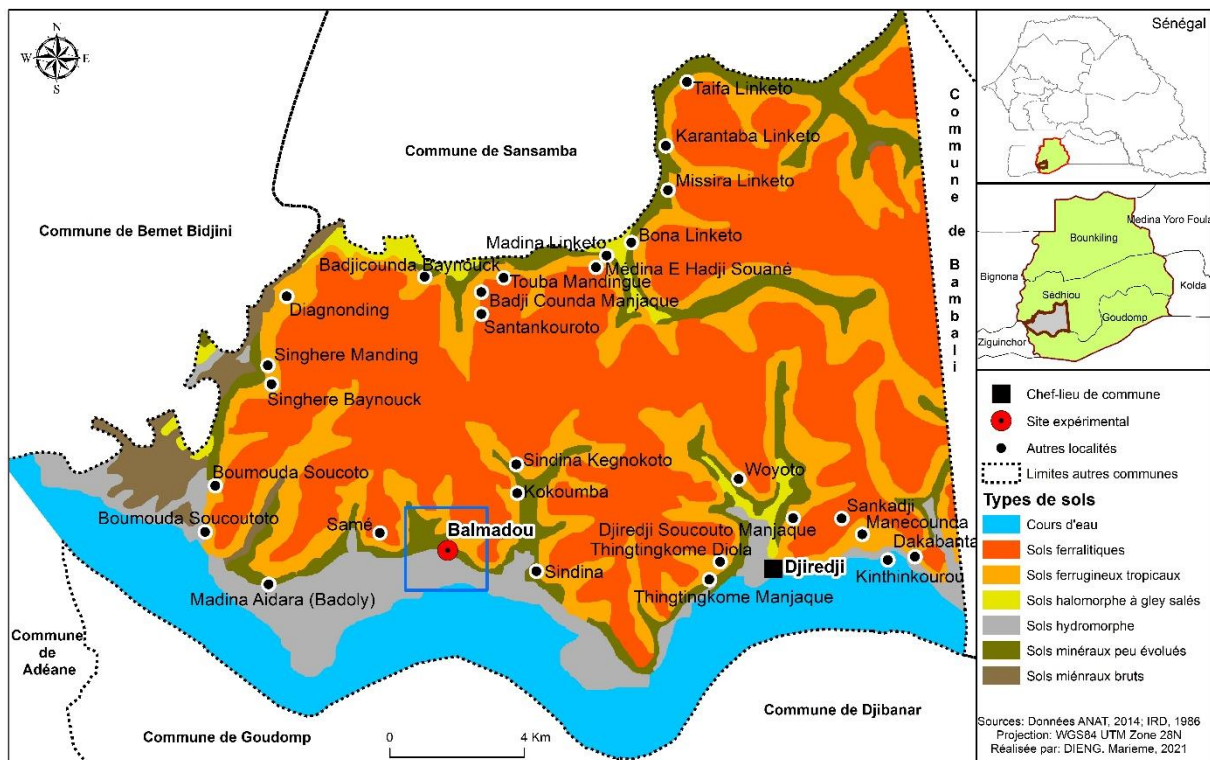 N
W E
S
Sénégal
Taifa Linketo
Karantaba Linketo
Commune de Sansamba
Missira Linketo
Commune de Bemet Bidjini
Madina Linketo
Bona Linketo
Badjicounda Baynouck
Médina E Hadji Souané
Touba Mandingue
Diagnonding
Badji Counda Manjaque
Santankouroto
Singhere Manding
Singhere Baynouck
Commune de Bambali
Sindina Kegnokoto
Woyoto
Boumouda Soucoto
Kokoumba
Sankadji
Boumouda Soucoutoto
Samé
Balmadou
Djiredji Soucouto Manjaque
Manecounda
Thingtingkome Diola
Dakabanta
Sindina
Djiredji
Kinthinkourou
Madina Aidara (Badoly)
Thingtingkome Manjaque
Commune
de
Adéane
Commune de Goudomp
Commune de Djibanar
0 4 Km
Medina Yoro Foula
Bounkiling
Bignona
Kolda
Sédhiou
Goudomp
Ziguinchor
Chef-lieu de commune
Site expérimental
Autres localités
Limites autres communes
Types de sols
Cours d'eau
Sols ferralitiques
Sols ferrugineux tropicaux
Sols halomorphe à gley salés
Sols hydromorphe
Sols minéraux peu évolués
Sols miénraux bruts
Sources: Données ANAT, 2014; IRD, 1986
Projection: WGS84 UTM Zone 28N
Réalisée par: DIENG. Marieme, 2021